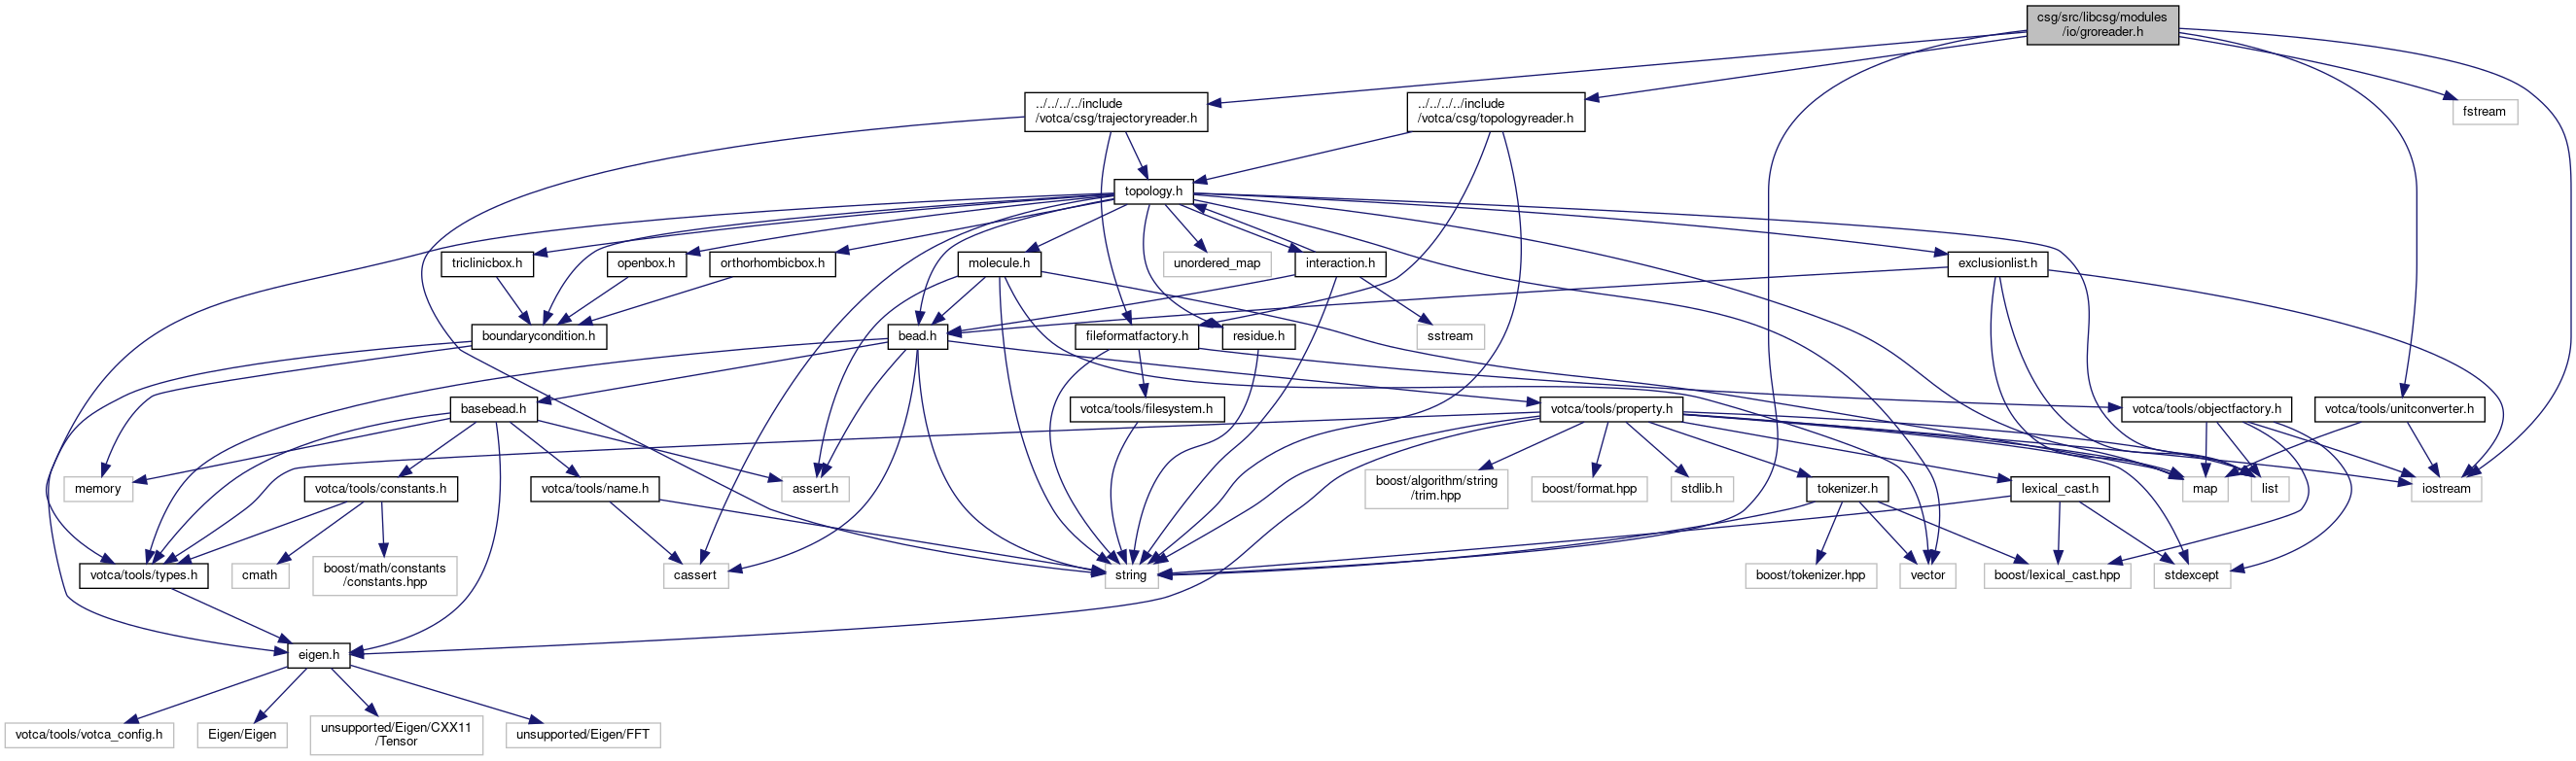 csg/src/libcsg/modules
/io/groreader.h
../../../../include
/votca/csg/trajectoryreader.h
../../../../include
/votca/csg/topologyreader.h
fstream
topology.h
triclinicbox.h
openbox.h
orthorhombicbox.h
molecule.h
unordered_map
interaction.h
exclusionlist.h
boundarycondition.h
bead.h
fileformatfactory.h
residue.h
sstream
basebead.h
votca/tools/filesystem.h
votca/tools/property.h
votca/tools/objectfactory.h
votca/tools/unitconverter.h
memory
votca/tools/constants.h
votca/tools/name.h
assert.h
boost/algorithm/string
/trim.hpp
boost/format.hpp
stdlib.h
tokenizer.h
lexical_cast.h
map
list
iostream
votca/tools/types.h
cmath
boost/math/constants
/constants.hpp
cassert
string
boost/tokenizer.hpp
vector
boost/lexical_cast.hpp
stdexcept
eigen.h
votca/tools/votca_config.h
Eigen/Eigen
unsupported/Eigen/CXX11
/Tensor
unsupported/Eigen/FFT